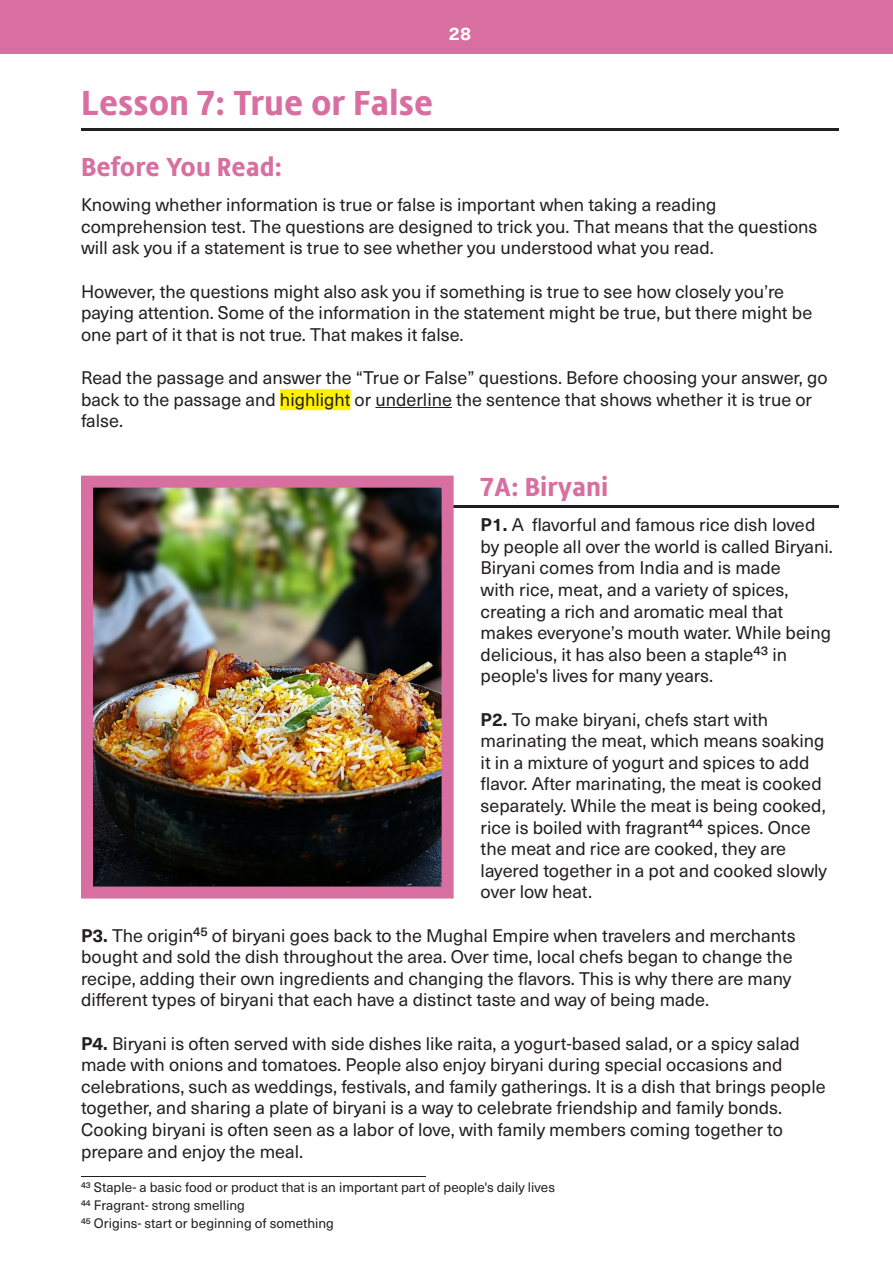 28
Lesson 7: True or False
Before You Read:
Knowing whether information is true or false is important when taking a reading
comprehension test. The questions are designed to trick you. That means that the questions
will ask you if a statement is true to see whether you understood what you read.
However, the questions might also ask you if something is true to see how closely you’re
paying attention. Some of the information in the statement might be true, but there might be
one part of it that is not true. That makes it false.
Read the passage and answer the “True or False” questions. Before choosing your answer, go
back to the passage and highlight or underline the sentence that shows whether it is true or
false.
7A: Biryani
P1. A  flavorful and famous rice dish loved
by people all over the world is called Biryani.
Biryani comes from India and is made
with rice, meat, and a variety of spices,
creating a rich and aromatic meal that
makes everyone’s mouth water. While being
delicious, it has also been a staple⁴³ in
people's lives for many years.
P2. To make biryani, chefs start with
marinating the meat, which means soaking
it in a mixture of yogurt and spices to add
flavor. After marinating, the meat is cooked
separately. While the meat is being cooked,
rice is boiled with fragrant⁴⁴ spices. Once
the meat and rice are cooked, they are
layered together in a pot and cooked slowly
over low heat.
P3. The origin⁴⁵ of biryani goes back to the Mughal Empire when travelers and merchants
bought and sold the dish throughout the area. Over time, local chefs began to change the
recipe, adding their own ingredients and changing the flavors. This is why there are many
different types of biryani that each have a distinct taste and way of being made.
P4. Biryani is often served with side dishes like raita, a yogurt-based salad, or a spicy salad
made with onions and tomatoes. People also enjoy biryani during special occasions and
celebrations, such as weddings, festivals, and family gatherings. It is a dish that brings people
together, and sharing a plate of biryani is a way to celebrate friendship and family bonds.
Cooking biryani is often seen as a labor of love, with family members coming together to
prepare and enjoy the meal.
⁴³ Staple- a basic food or product that is an important part of people's daily lives
⁴⁴ Fragrant- strong smelling
⁴⁵ Origins- start or beginning of something